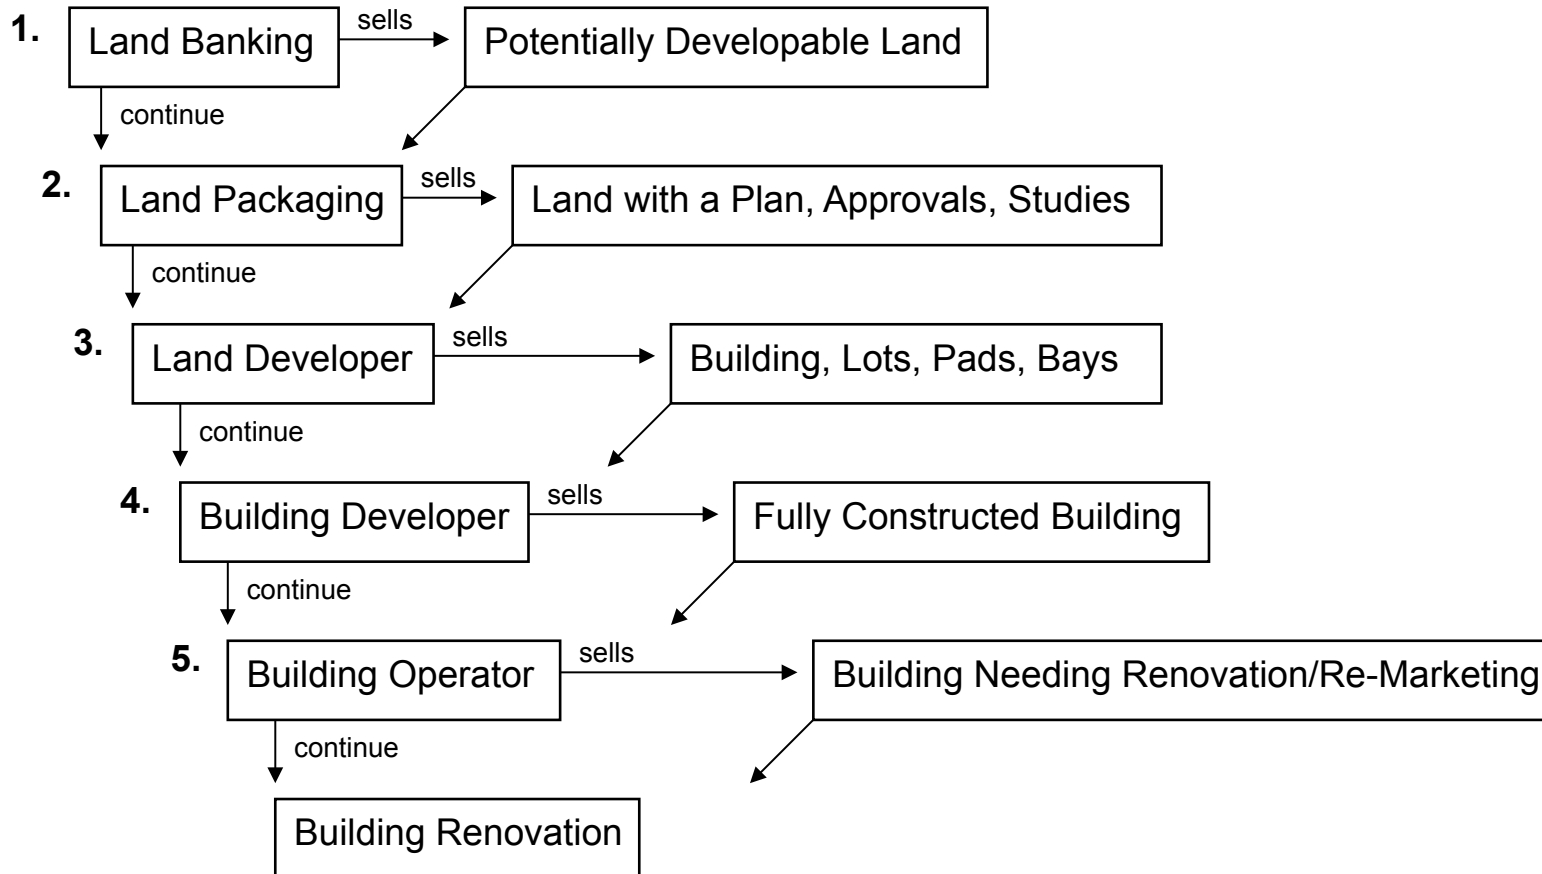 1. Land Banking sells Potentially Developable Land
continue
2. Land Packaging sells Land with a Plan, Approvals, Studies
continue
3. Land Developer sells Building, Lots, Pads, Bays
continue
4. Building Developer sells Fully Constructed Building
continue
5. Building Operator sells Building Needing Renovation/Re-Marketing
continue
Building Renovation